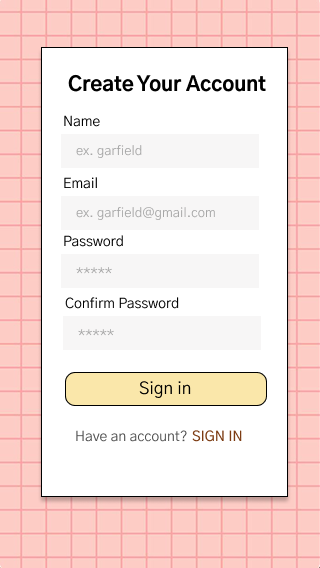 Create Your Account
Name
ex. garfield
Email
ex. garfield@gmail.com
Password
*****
Confirm Password
*****
Sign in
Have an account? SIGN IN